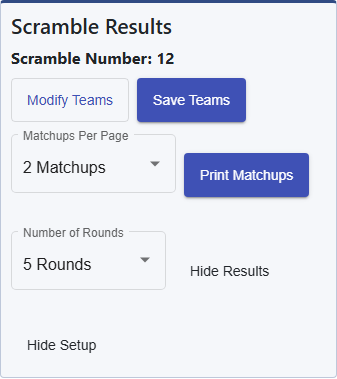 Scramble Results
Scramble Number: 12
Modify Teams
Save Teams
Matchups Per Page
2 Matchups
Print Matchups
Number of Rounds
5 Rounds
Hide Results
Hide Setup